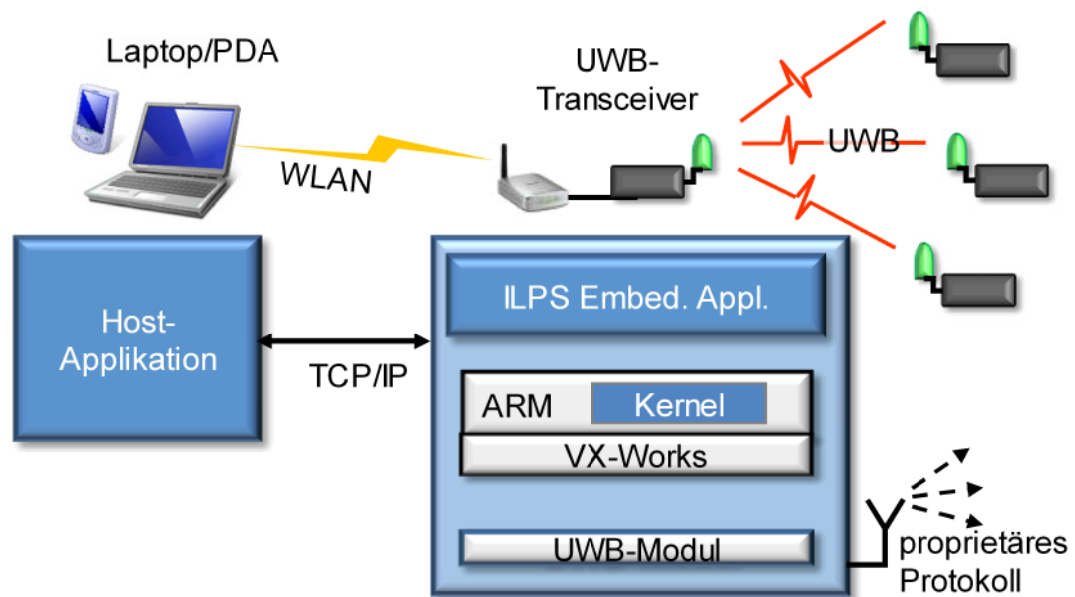 Laptop/PDA
UWB-
Transceiver
WLAN
UWB
ILPS Embed. Appl.
Host-
Applikation
TCP/IP
ARM
Kernel
VX-Works
UWB-Modul
proprietäres
Protokoll